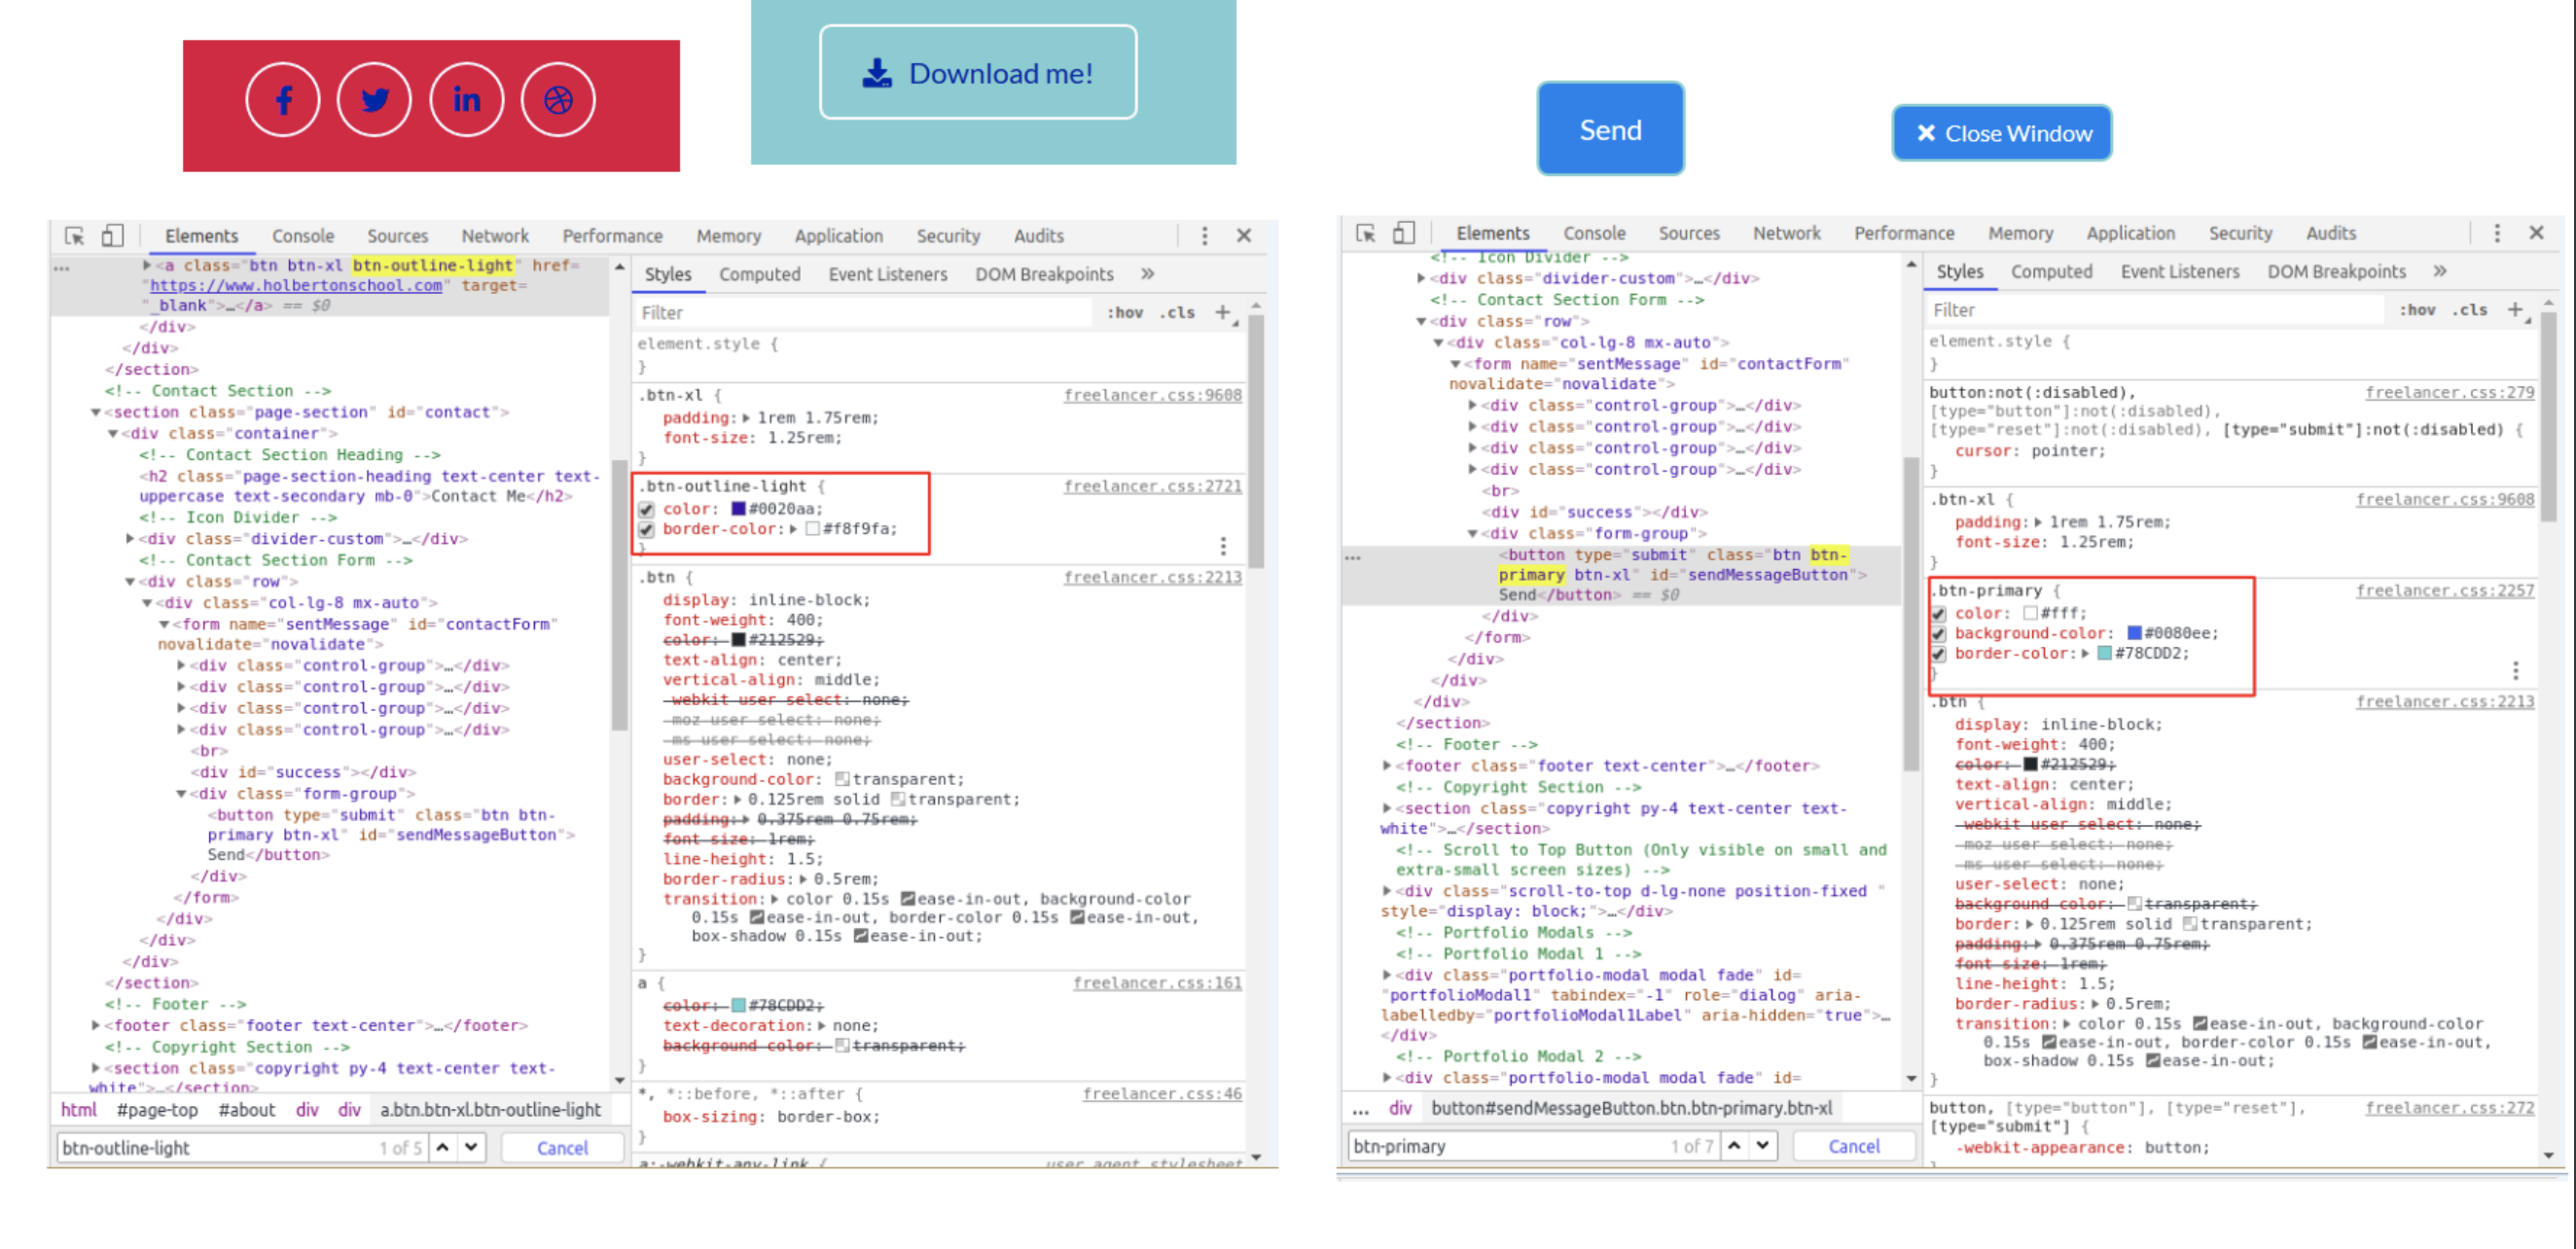 Download me!
Send
Close Window
Elements Console Sources Network Performance Memory Application Security Audits
<a class="btn btn-xl btn-outline-light" href=
"https://www.holbertonschool.com" target=
"_blank">…</a> == $0
</div>
</div>
</section>
<!-- Contact Section -->
<section class="page-section" id="contact">
<div class="container">
<!-- Contact Section Heading -->
<h2 class="page-section-heading text-center text-
uppercase text-secondary mb-0">Contact Me</h2>
<!-- Icon Divider -->
<div class="divider-custom">…</div>
<!-- Contact Section Form -->
<div class="row">
<div class="col-lg-8 mx-auto">
<form name="sentMessage" id="contactForm"
novalidate="novalidate">
<div class="control-group">…</div>
<div class="control-group">…</div>
<div class="control-group">…</div>
<div class="control-group">…</div>
<br>
<div id="success"></div>
<div class="form-group">
<button type="submit" class="btn btn-
primary btn-xl" id="sendMessageButton">
Send</button>
</div>
</form>
</div>
</div>
</div>
</section>
<!-- Footer -->
<footer class="footer text-center">…</footer>
<!-- Copyright Section -->
<section class="copyright py-4 text-center text-
white">…</section>
html #page-top #about div div a.btn.btn-xl.btn-outline-light
btn-outline-light 1 of 5 Cancel
Styles Computed Event Listeners DOM Breakpoints »
Filter :hov .cls +
element.style {
}
.btn-xl { freelancer.css:9608
padding: 1rem 1.75rem;
font-size: 1.25rem;
}
.btn-outline-light { freelancer.css:2721
color: #0020aa;
border-color: #f8f9fa;
}
.btn { freelancer.css:2213
display: inline-block;
font-weight: 400;
color: #212529;
text-align: center;
vertical-align: middle;
-webkit-user-select: none;
-moz-user-select: none;
-ms-user-select: none;
user-select: none;
background-color: transparent;
border: 0.125rem solid transparent;
padding: 0.375rem 0.75rem;
font-size: 1rem;
line-height: 1.5;
border-radius: 0.5rem;
transition: color 0.15s ease-in-out, background-color
0.15s ease-in-out, border-color 0.15s ease-in-out,
box-shadow 0.15s ease-in-out;
}
a { freelancer.css:161
color: #78CDD2;
text-decoration: none;
background-color: transparent;
}
*, *::before, *::after { freelancer.css:46
box-sizing: border-box;
}
a:-webkit-any-link { user agent stylesheet
Elements Console Sources Network Performance Memory Application Security Audits
<!-- Icon Divider -->
<div class="divider-custom">…</div>
<!-- Contact Section Form -->
<div class="row">
<div class="col-lg-8 mx-auto">
<form name="sentMessage" id="contactForm"
novalidate="novalidate">
<div class="control-group">…</div>
<div class="control-group">…</div>
<div class="control-group">…</div>
<div class="control-group">…</div>
<br>
<div id="success"></div>
<div class="form-group">
<button type="submit" class="btn btn-
primary btn-xl" id="sendMessageButton">
Send</button> == $0
</div>
</form>
</div>
</div>
</div>
</section>
<!-- Footer -->
<footer class="footer text-center">…</footer>
<!-- Copyright Section -->
<section class="copyright py-4 text-center text-
white">…</section>
<!-- Scroll to Top Button (Only visible on small and
extra-small screen sizes) -->
<div class="scroll-to-top d-lg-none position-fixed "
style="display: block;">…</div>
<!-- Portfolio Modals -->
<!-- Portfolio Modal 1 -->
<div class="portfolio-modal modal fade" id=
"portfolioModal1" tabindex="-1" role="dialog" aria-
labelledby="portfolioModal1Label" aria-hidden="true">…
</div>
<!-- Portfolio Modal 2 -->
<div class="portfolio-modal modal fade" id=
... div button#sendMessageButton.btn.btn-primary.btn-xl
btn-primary 1 of 7 Cancel
Styles Computed Event Listeners DOM Breakpoints »
Filter :hov .cls +
element.style {
}
button:not(:disabled), freelancer.css:279
[type="button"]:not(:disabled),
[type="reset"]:not(:disabled), [type="submit"]:not(:disabled) {
cursor: pointer;
}
.btn-xl { freelancer.css:9608
padding: 1rem 1.75rem;
font-size: 1.25rem;
}
.btn-primary { freelancer.css:2257
color: #fff;
background-color: #0080ee;
border-color: #78CDD2;
}
.btn { freelancer.css:2213
display: inline-block;
font-weight: 400;
color: #212529;
text-align: center;
vertical-align: middle;
-webkit-user-select: none;
-moz-user-select: none;
-ms-user-select: none;
user-select: none;
background-color: transparent;
border: 0.125rem solid transparent;
padding: 0.375rem 0.75rem;
font-size: 1rem;
line-height: 1.5;
border-radius: 0.5rem;
transition: color 0.15s ease-in-out, background-color
0.15s ease-in-out, border-color 0.15s ease-in-out,
box-shadow 0.15s ease-in-out;
}
button, [type="button"], [type="reset"], freelancer.css:272
[type="submit"] {
-webkit-appearance: button;